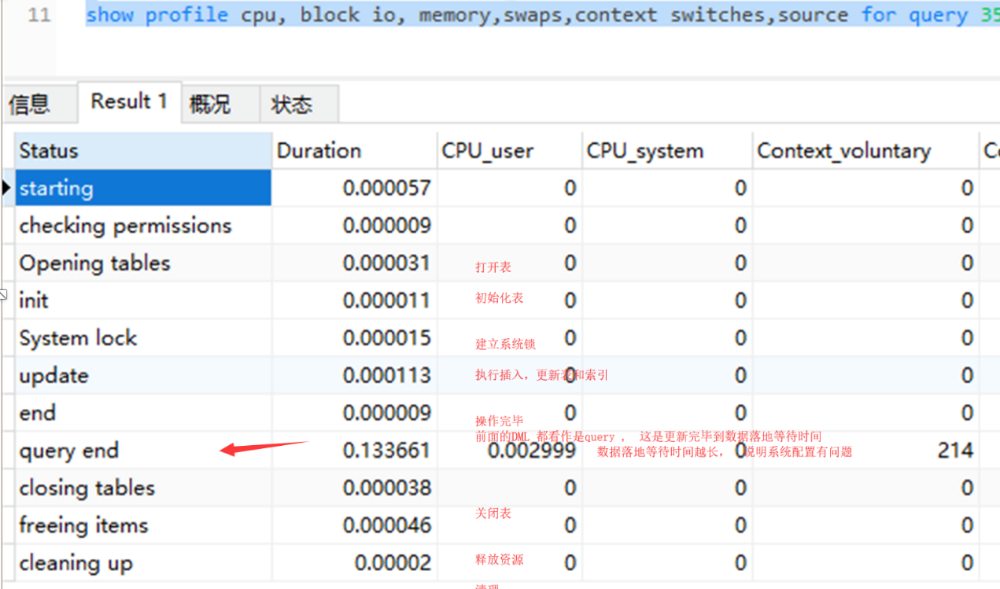 11 show profile cpu, block io, memory,swaps,context switches,source for query 35
信息 Result 1 概况 状态
Status Duration CPU_user CPU_system Context_voluntary
starting 0.000057 0 0 0
checking permissions 0.000009 0 0 0
Opening tables 0.000031 打开表 0 0 0
init 0.000011 初始化表 0 0 0
System lock 0.000015 建立系统锁 0 0 0
update 0.000113 执行插入，更新表和索引 0 0 0
end 0.000009 操作完毕 0 0 0
前面的DML 都看作是query ， 这是更新完毕到数据落地等待时间
query end 0.133661 0.002999 数据落地等待时间越长， 0 说明系统配置有问题 214
closing tables 0.000038 0 0 0
关闭表
freeing items 0.000046 0 0 0
cleaning up 0.00002 释放资源 0 0 0